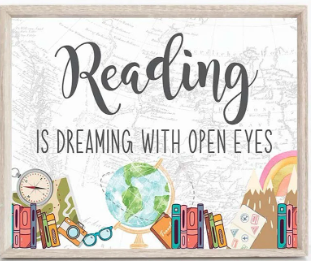 Reading
IS DREAMING WITH OPEN EYES